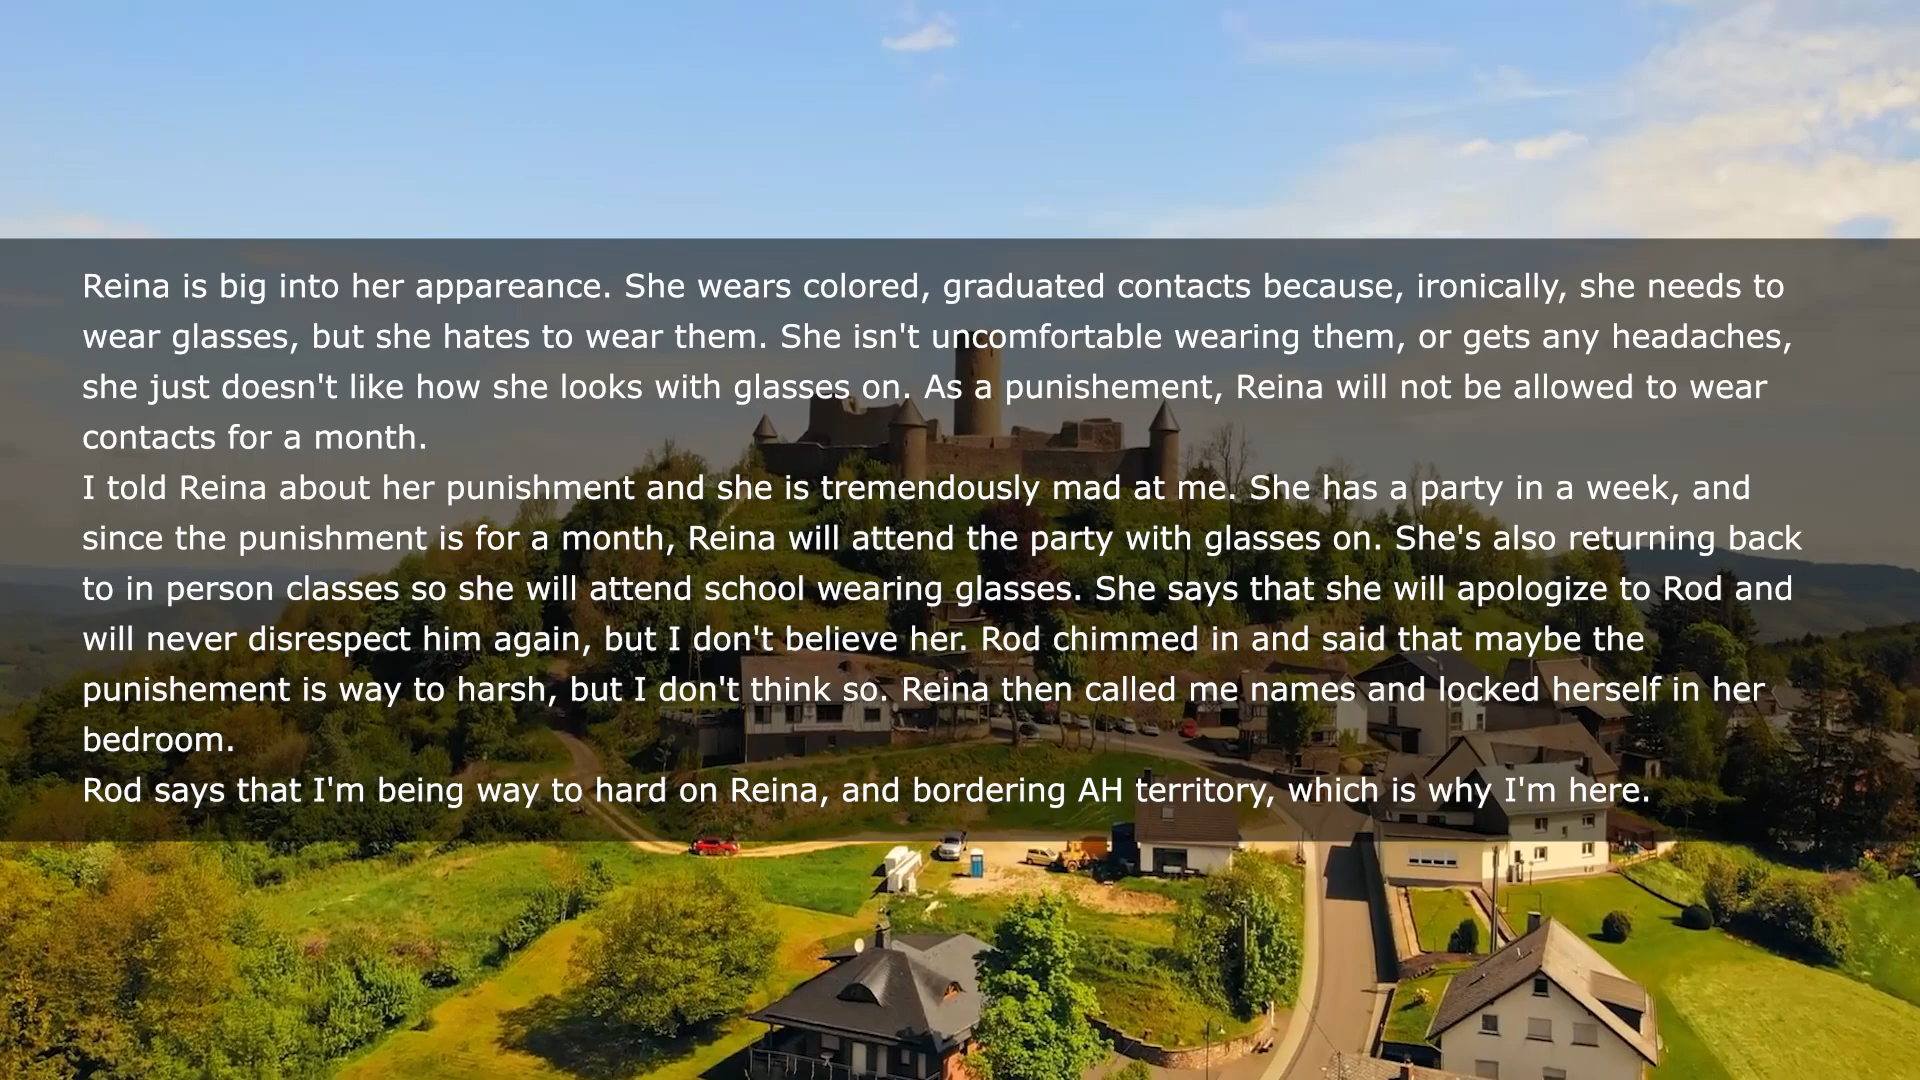 Reina is big into her appareance. She wears colored, graduated contacts because, ironically, she needs to
wear glasses, but she hates to wear them. She isn't uncomfortable wearing them, or gets any headaches,
she just doesn't like how she looks with glasses on. As a punishement, Reina will not be allowed to wear
contacts for a month.
I told Reina about her punishment and she is tremendously mad at me. She has a party in a week, and
since the punishment is for a month, Reina will attend the party with glasses on. She's also returning back
to in person classes so she will attend school wearing glasses. She says that she will apologize to Rod and
will never disrespect him again, but I don't believe her. Rod chimmed in and said that maybe the
punishement is way to harsh, but I don't think so. Reina then called me names and locked herself in her
bedroom.
Rod says that I'm being way to hard on Reina, and bordering AH territory, which is why I'm here.